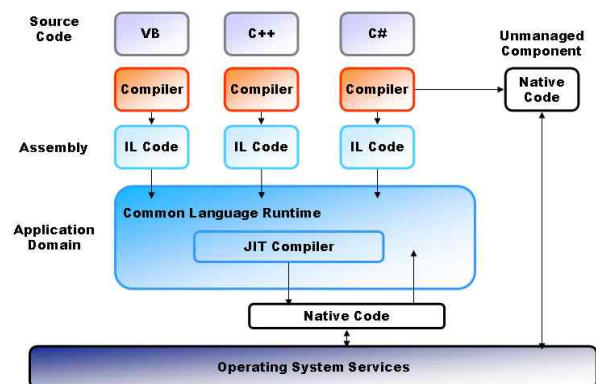 Source
Code
VB
C++
C#
Unmanaged
Component
Compiler
Compiler
Compiler
Native
Code
Assembly
IL Code
IL Code
IL Code
Application
Domain
Common Language Runtime
JIT Compiler
Native Code
Operating System Services